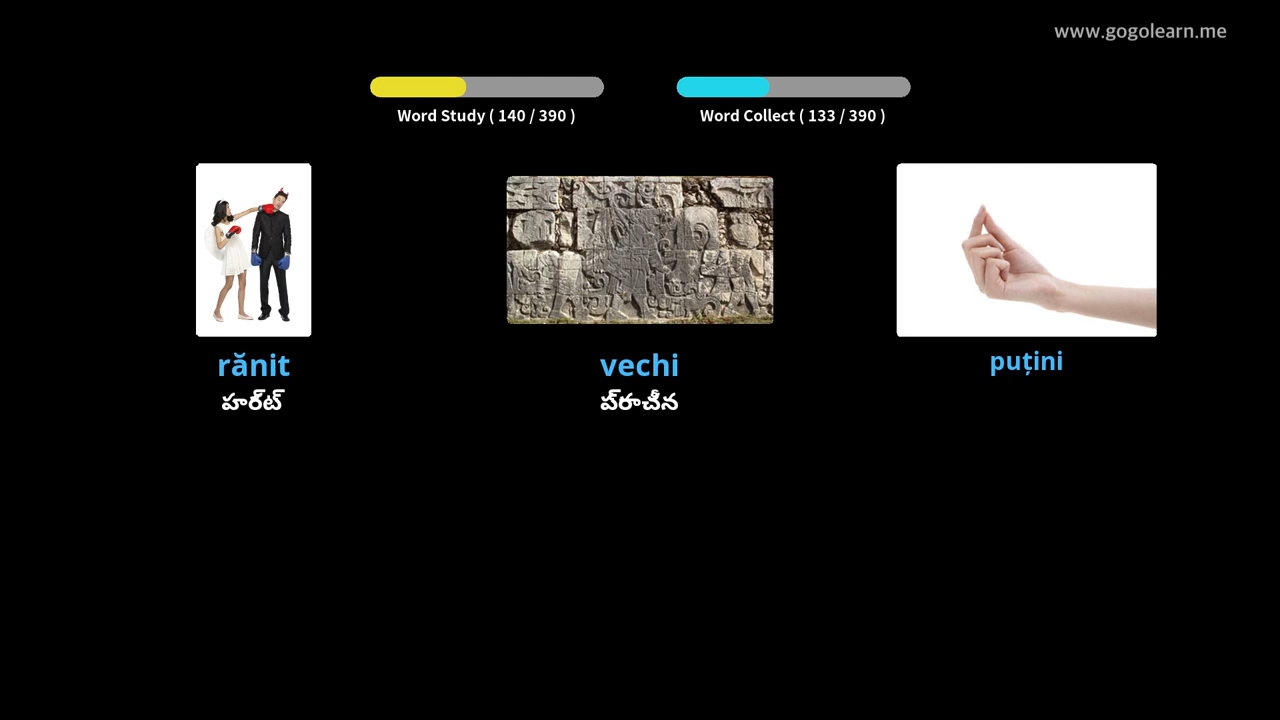 www.gogolearn.me
Word Study ( 140 / 390 )
Word Collect ( 133 / 390 )
rănit
vechi
puțini
హర్ట్
ప్రాచీన